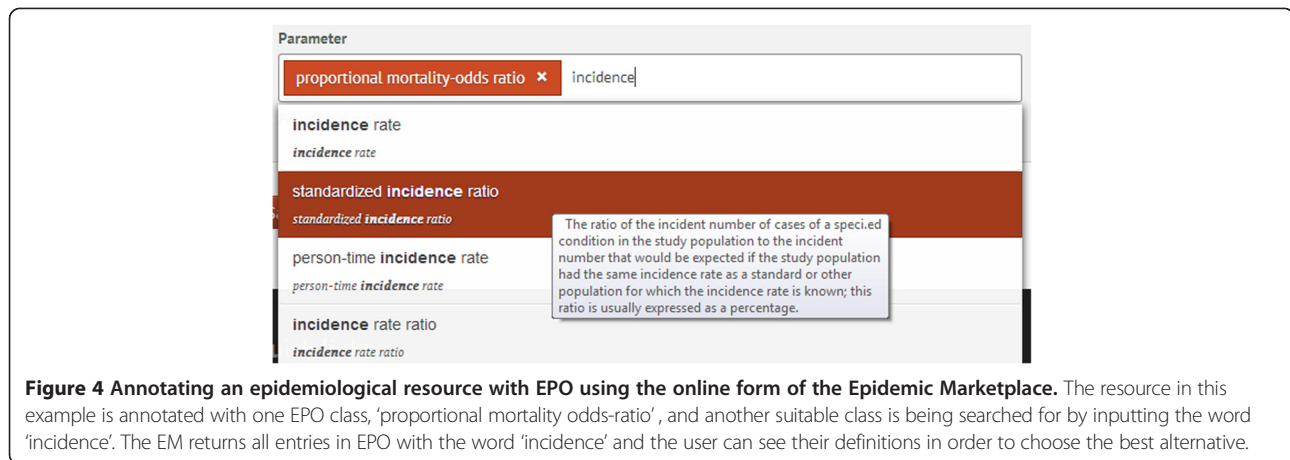 Parameter
proportional mortality-odds ratio × incidence
incidence rate
incidence rate
standardized incidence ratio
standardized incidence ratio
The ratio of the incident number of cases of a speci.ed
condition in the study population to the incident
number that would be expected if the study population
had the same incidence rate as a standard or other
population for which the incidence rate is known; this
ratio is usually expressed as a percentage.
person-time incidence rate
person-time incidence rate
incidence rate ratio
incidence rate ratio
Figure 4 Annotating an epidemiological resource with EPO using the online form of the Epidemic Marketplace. The resource in this
example is annotated with one EPO class, ‘proportional mortality odds-ratio’ , and another suitable class is being searched for by inputting the word
‘incidence’. The EM returns all entries in EPO with the word ‘incidence’ and the user can see their definitions in order to choose the best alternative.